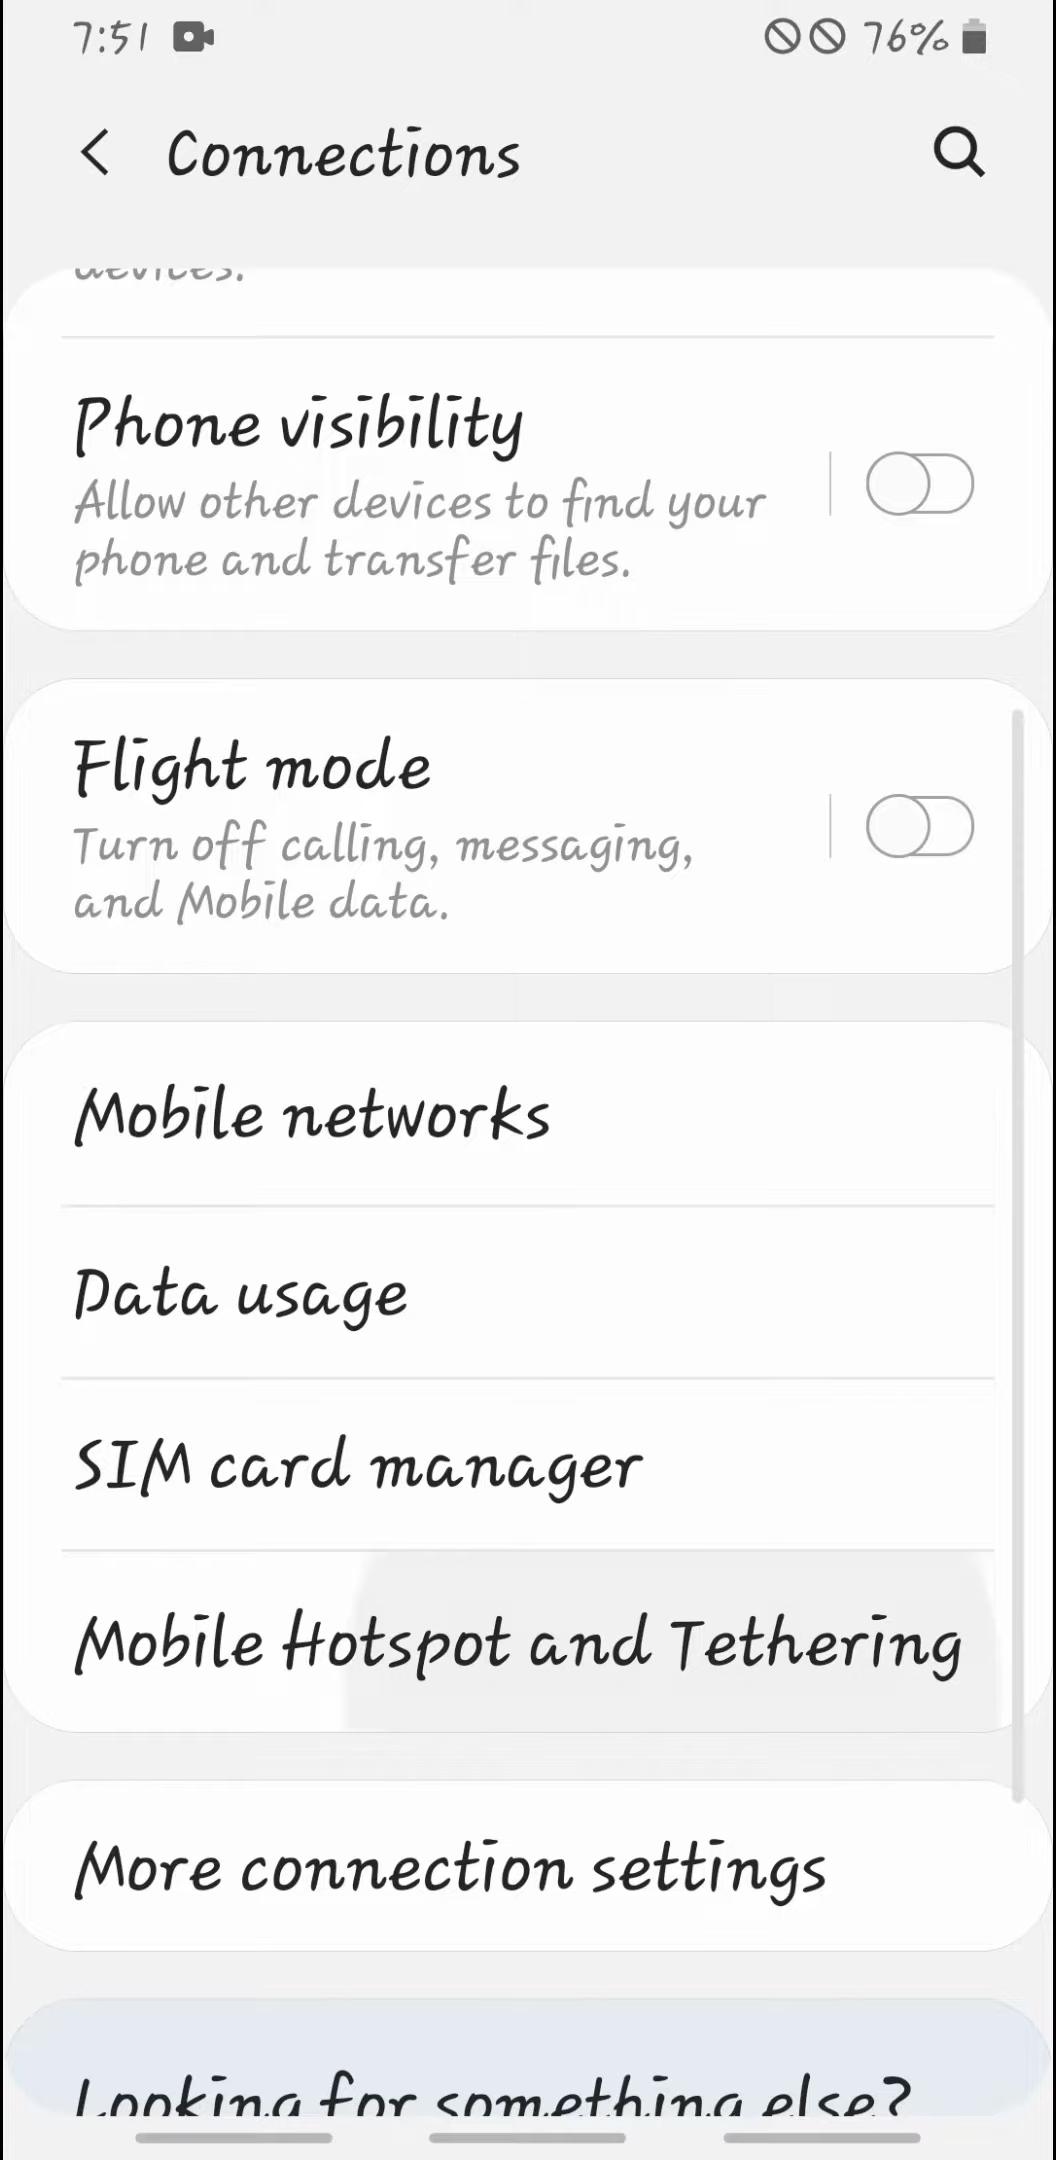 7:51 76%
Connections
devices.
Phone visibility
Allow other devices to find your
phone and transfer files.
Flight mode
Turn off calling, messaging,
and Mobile data.
Mobile networks
Data usage
SIM card manager
Mobile Hotspot and Tethering
More connection settings
Looking for something else?